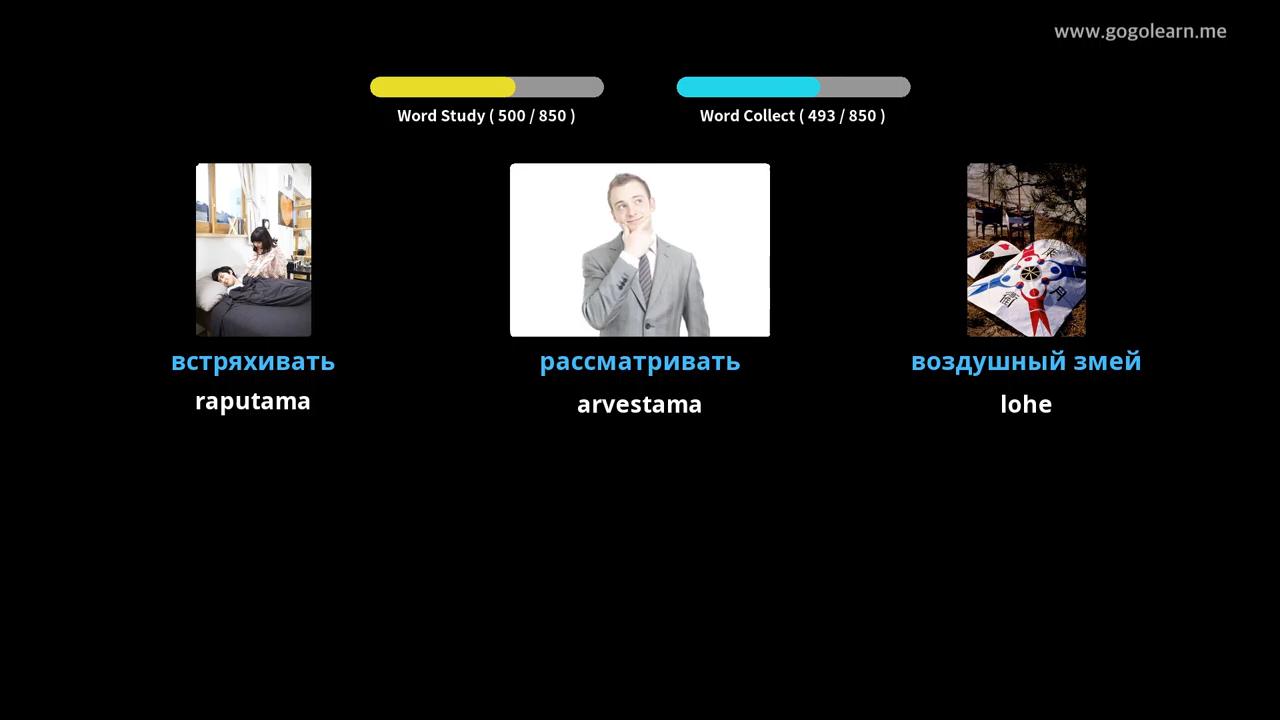 www.gogolearn.me
Word Study ( 500 / 850 )
Word Collect ( 493 / 850 )
встряхивать
рассматривать
воздушный змей
raputama
arvestama
lohe